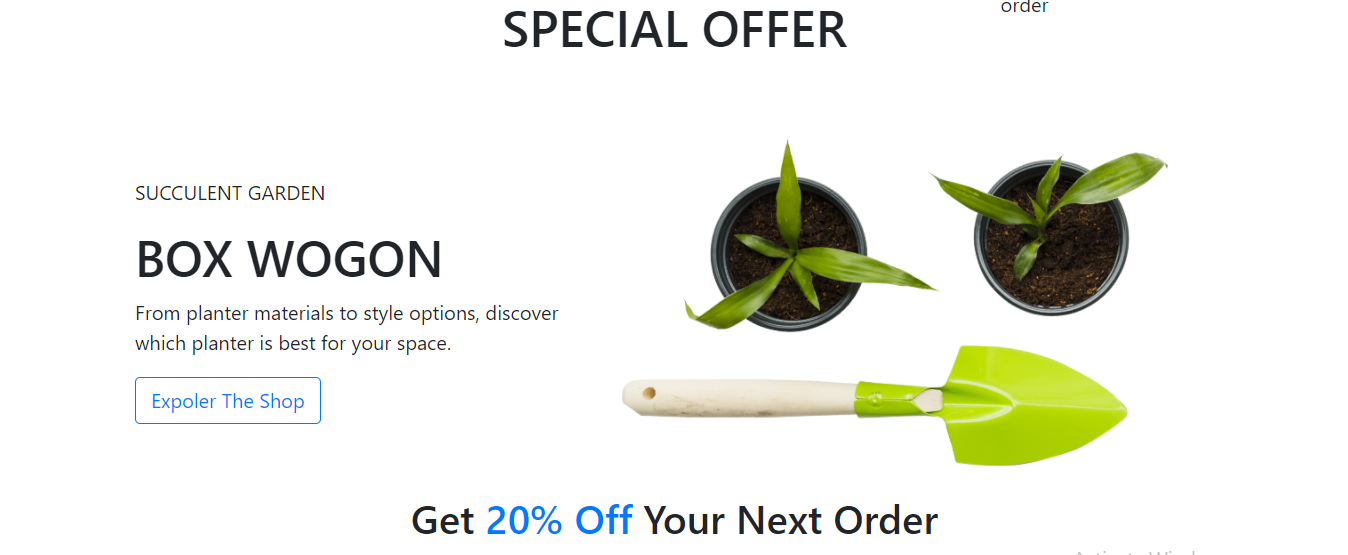 order
SPECIAL OFFER
SUCCULENT GARDEN
BOX WOGON
From planter materials to style options, discover
which planter is best for your space.
Expoler The Shop
Get 20% Off Your Next Order